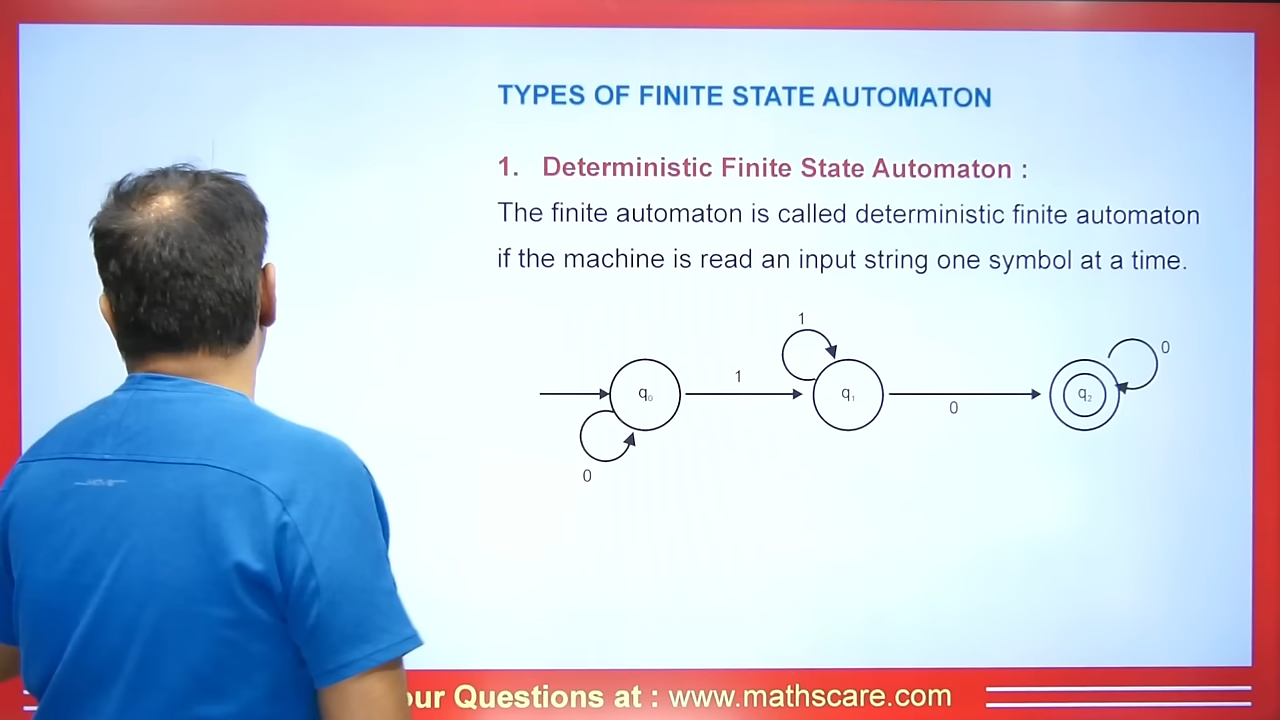 TYPES OF FINITE STATE AUTOMATON
1. Deterministic Finite State Automaton :
The finite automaton is called deterministic finite automaton
if the machine is read an input string one symbol at a time.
1
0
1
q₀
q₁
q₂
0
0
our Questions at : www.mathscare.com